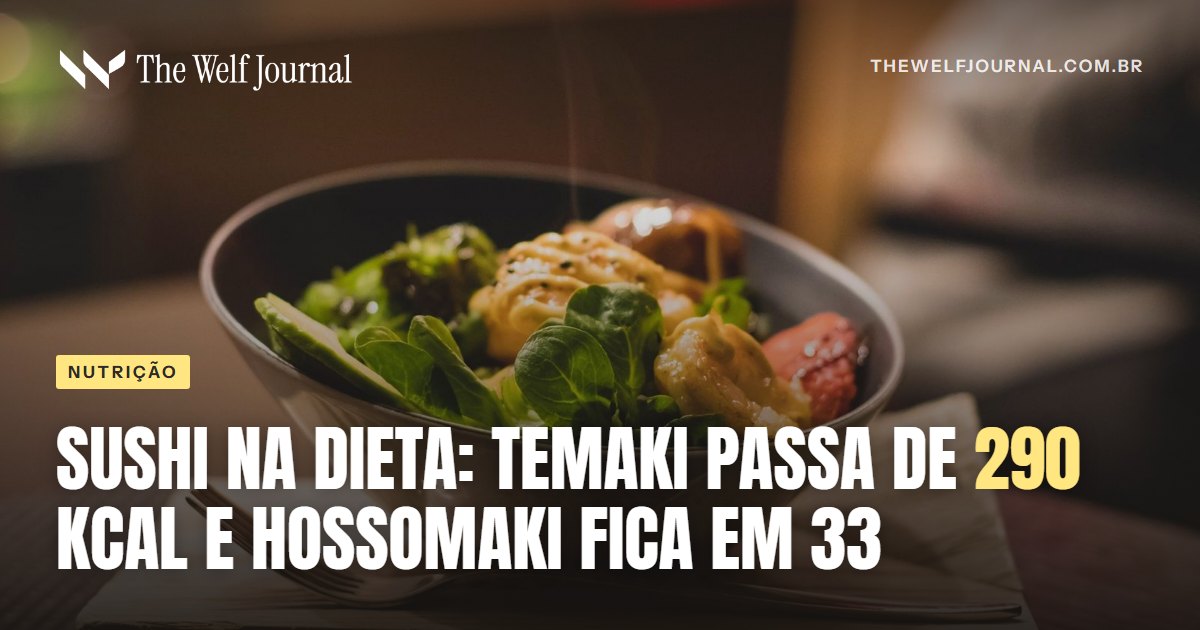 The Welf Journal
THEWELFJOURNAL.COM.BR
NUTRIÇÃO
SUSHI NA DIETA: TEMAKI PASSA DE 290
KCAL E HOSSOMAKI FICA EM 33